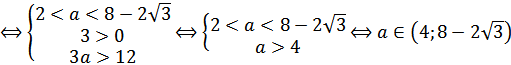 ⇔ {2 < a < 8 − 2√3
3 > 0
3a > 12 ⇔ {2 < a < 8 − 2√3
a > 4 ⇔ a ∈ (4; 8 − 2√3)